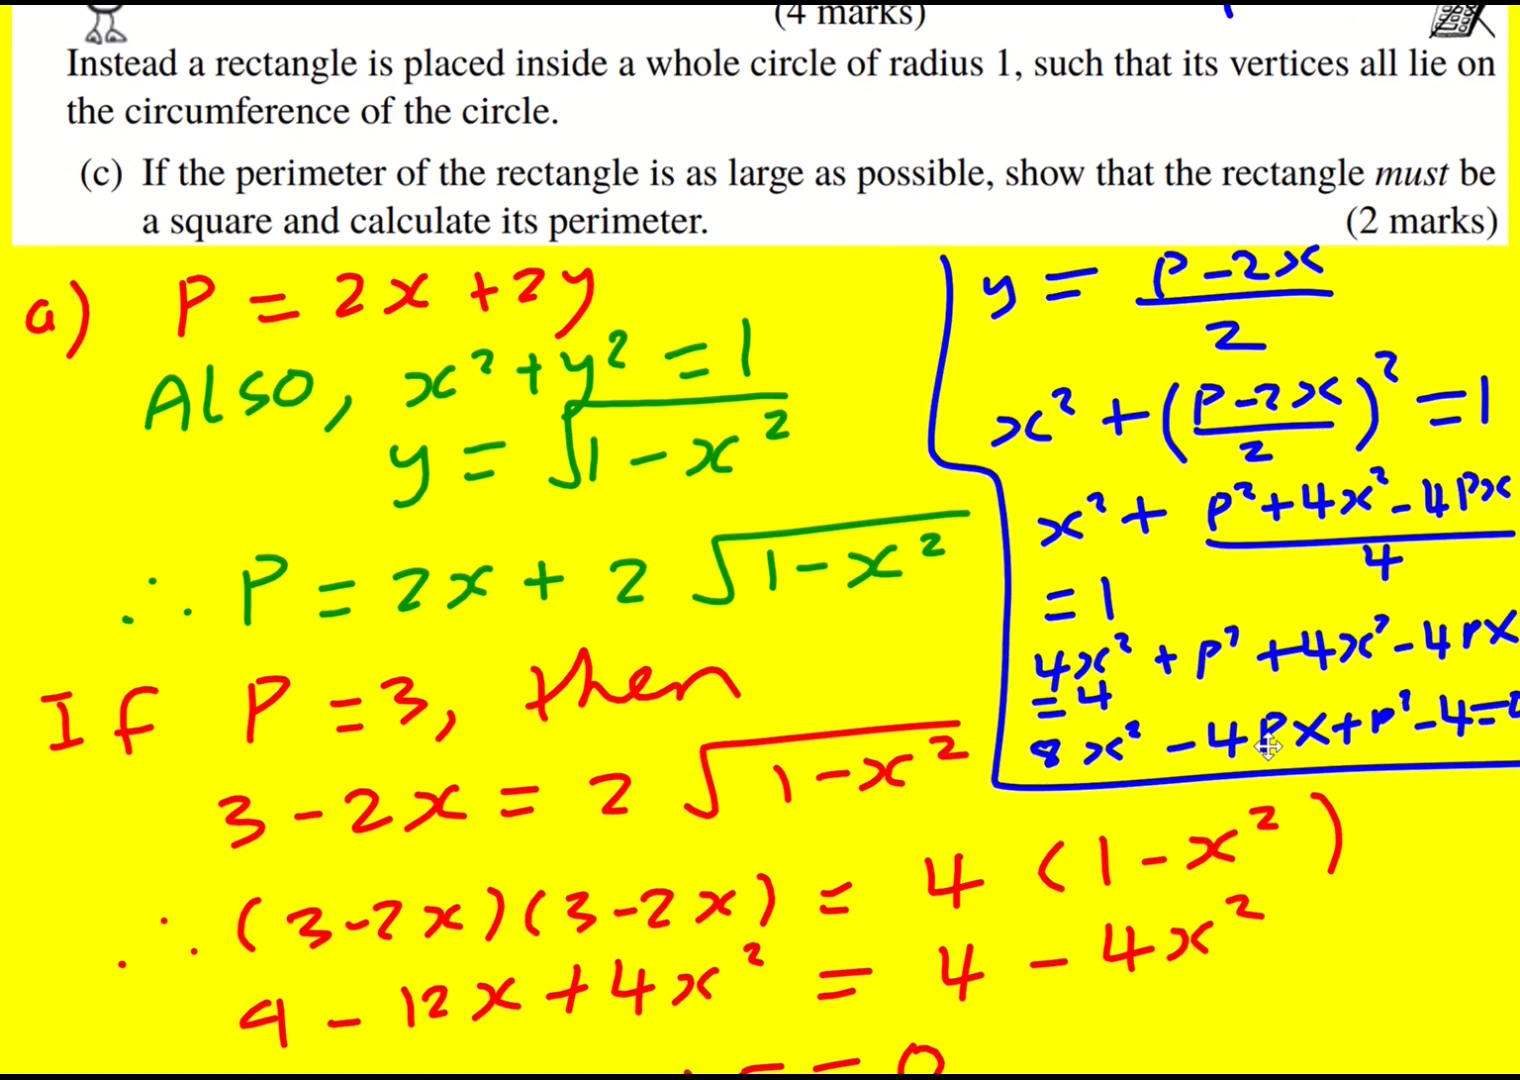 (4 marks)
Instead a rectangle is placed inside a whole circle of radius 1, such that its vertices all lie on
the circumference of the circle.
(c) If the perimeter of the rectangle is as large as possible, show that the rectangle must be
a square and calculate its perimeter. (2 marks)
a) P = 2x + 2y
Also, x² + y² = 1
y = √1 - x²
∴ P = 2x + 2 √1 - x²
If P = 3, then
3 - 2x = 2 √1 - x²
∴ (3 - 2x)(3 - 2x) = 4 (1 - x²)
9 - 12x + 4x² = 4 - 4x²
= 0
y = P - 2x / 2
x² + (P - 2x / 2)² = 1
x² + P² + 4x² - 4Px / 4
= 1
4x² + P² + 4x² - 4Px
= 4
8x² - 4Px + P² - 4 = 0